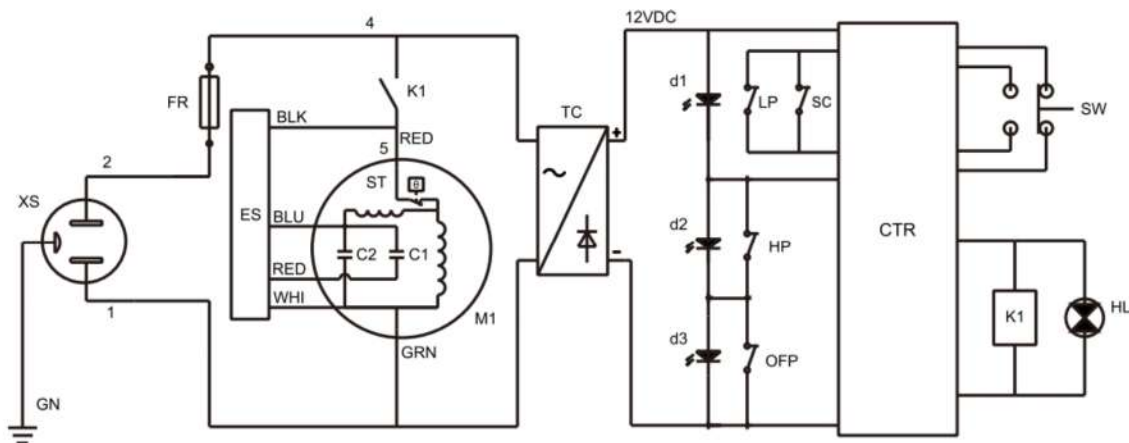 4
12VDC
FR
K1
d1
LP
SC
SW
BLK
RED
TC
+
2
5
ST
θ
XS
ES
BLU
d2
HP
CTR
C2
C1
-
RED
WHI
1
M1
K1
HL
d3
OFP
GRN
GN